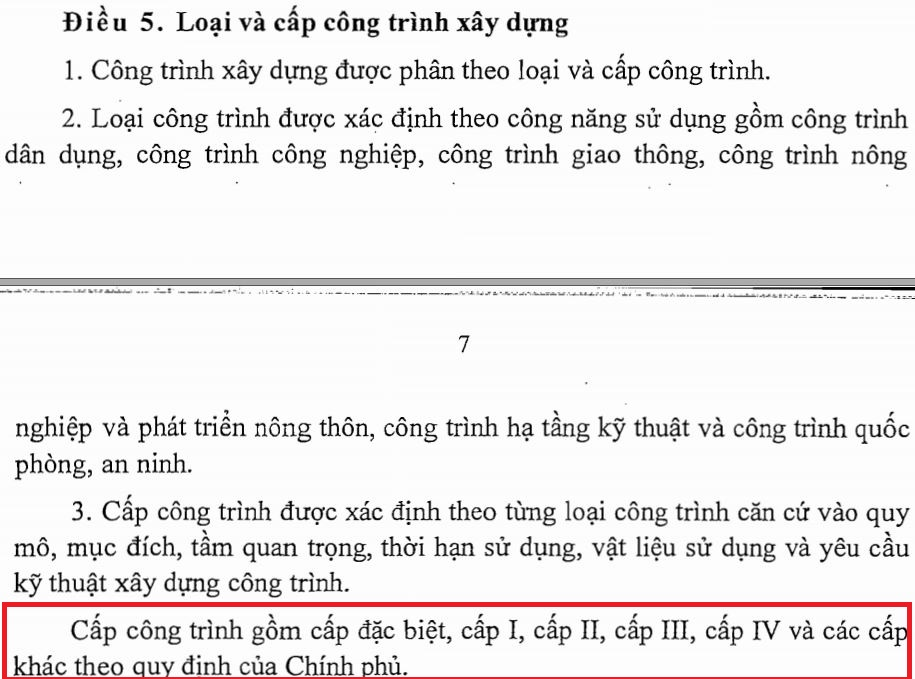 Điều 5. Loại và cấp công trình xây dựng
1. Công trình xây dựng được phân theo loại và cấp công trình.
2. Loại công trình được xác định theo công năng sử dụng gồm công trình
dân dụng, công trình công nghiệp, công trình giao thông, công trình nông
7
nghiệp và phát triển nông thôn, công trình hạ tầng kỹ thuật và công trình quốc
phòng, an ninh.
3. Cấp công trình được xác định theo từng loại công trình căn cứ vào quy
mô, mục đích, tầm quan trọng, thời hạn sử dụng, vật liệu sử dụng và yêu cầu
kỹ thuật xây dựng công trình.
Cấp công trình gồm cấp đặc biệt, cấp I, cấp II, cấp III, cấp IV và các cấp
khác theo quy định của Chính phủ.